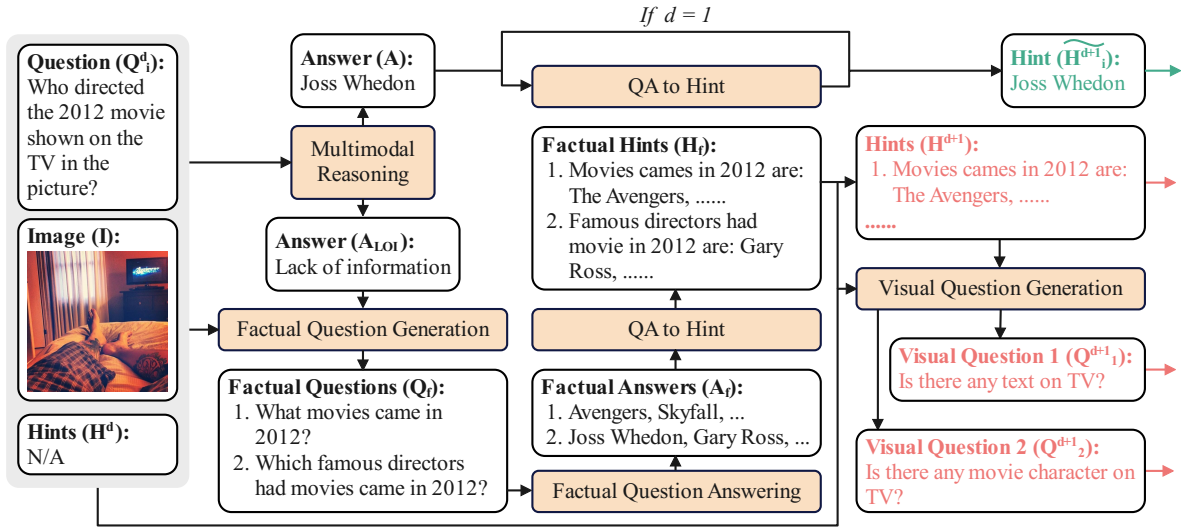 If d = 1
Question (Q^d_i):
Who directed
the 2012 movie
shown on the
TV in the
picture?
Image (I):
Hints (H^d):
N/A
Answer (A):
Joss Whedon
Multimodal
Reasoning
Answer (A_LOI):
Lack of information
Factual Question Generation
Factual Questions (Q_f):
1. What movies came in
2012?
2. Which famous directors
had movies came in 2012?
QA to Hint
Factual Hints (H_f):
1. Movies cames in 2012 are:
The Avengers, ......
2. Famous directors had
movie in 2012 are: Gary
Ross, ......
QA to Hint
Factual Answers (A_f):
1. Avengers, Skyfall, ...
2. Joss Whedon, Gary Ross, ...
Factual Question Answering
Hint (H^{d+1}_i):
Joss Whedon
Hints (H^{d+1}):
1. Movies cames in 2012 are:
The Avengers, ......
......
Visual Question Generation
Visual Question 1 (Q^{d+1}_1):
Is there any text on TV?
Visual Question 2 (Q^{d+1}_2):
Is there any movie character on
TV?